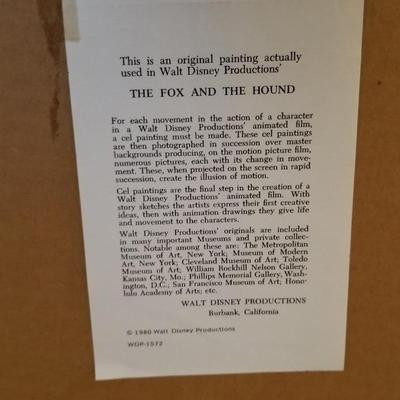 This is an original painting actually
used in Walt Disney Productions'
THE FOX AND THE HOUND
For each movement in the action of a character
in a Walt Disney Productions' animated film,
a cel painting must be made. These cel paintings
are then photographed in succession over master
backgrounds producing, on the motion picture film,
numerous pictures, each with its change in move-
ment. These, when projected on the screen in rapid
succession, create the illusion of motion.
Cel paintings are the final step in the creation of a
Walt Disney Productions' animated film. With
story sketches the artists express their first creative
ideas, then with animation drawings they give life
and movement to the characters.
Walt Disney Productions' originals are included
in many important Museums and private collec-
tions. Notable among these are: The Metropolitan
Museum of Art, New York; Museum of Modern
Art, New York; Cleveland Museum of Art; Toledo
Museum of Art; William Rockhill Nelson Gallery,
Kansas City, Mo.; Phillips Memorial Gallery, Wash-
ington, D.C.; San Francisco Museum of Art; Hono-
lulu Academy of Arts; etc.
WALT DISNEY PRODUCTIONS
Burbank, California
© 1980 Walt Disney Productions
WDP-1572